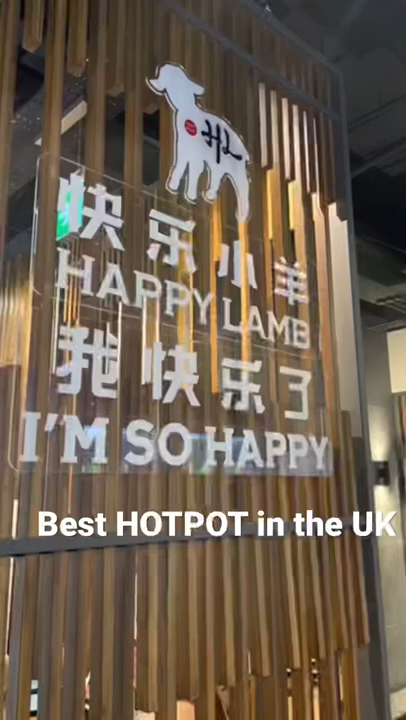 HL
快乐小羊
HAPPY LAMB
我快乐了
I'M SO HAPPY
Best HOTPOT in the UK